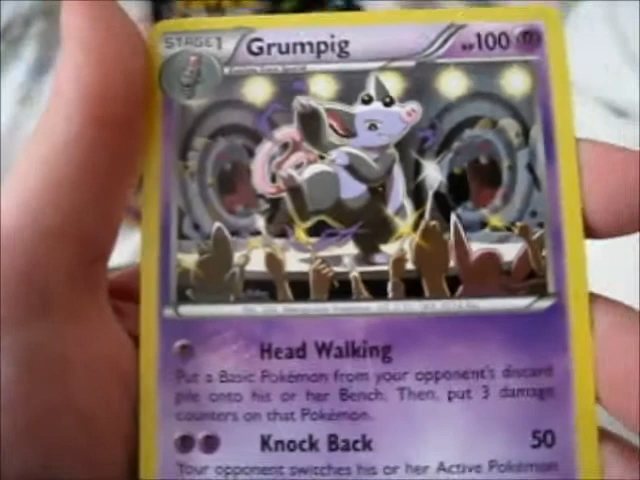 STAGE1
Grumpig
HP100
Head Walking
Put a Basic Pokémon from your opponent's discard
pile onto his or her Bench. Then, put 3 damage
counters on that Pokémon.
Knock Back 50
Your opponent switches his or her Active Pokémon